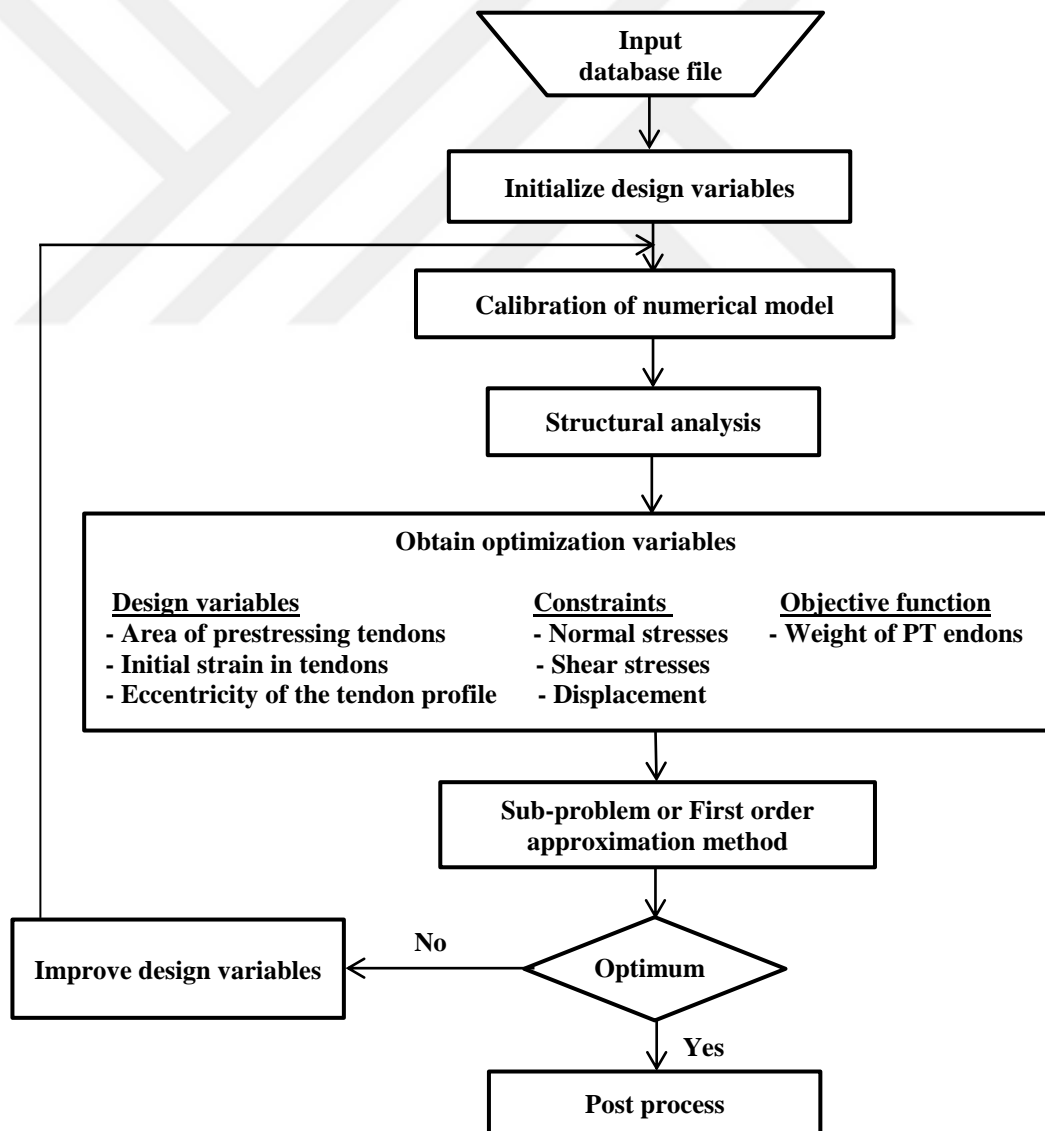 Input
database file
Initialize design variables
Calibration of numerical model
Structural analysis
Obtain optimization variables
Design variables Constraints Objective function
- Area of prestressing tendons - Normal stresses - Weight of PT endons
- Initial strain in tendons - Shear stresses
- Eccentricity of the tendon profile - Displacement
Sub-problem or First order
approximation method
No
Improve design variables
Optimum
Yes
Post process